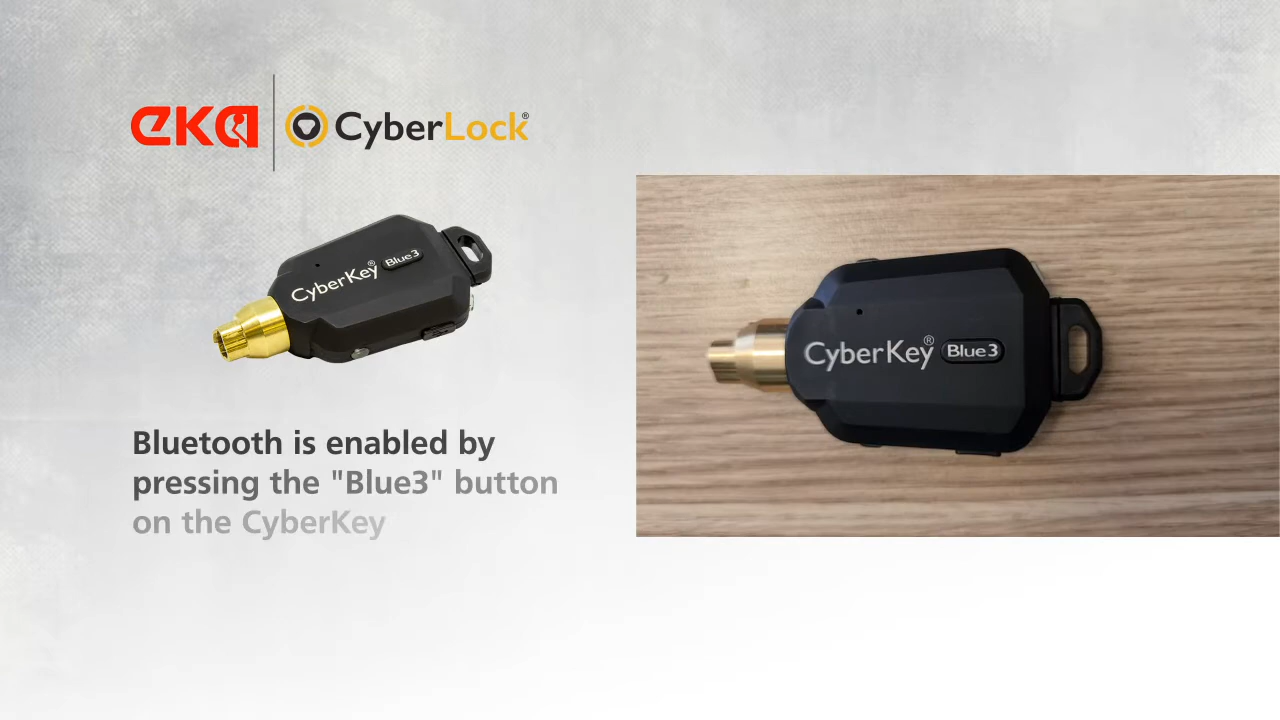 eka
CyberLock®
CyberKey® Blue3
Bluetooth is enabled by
pressing the "Blue3" button
on the CyberKey
CyberKey® Blue3